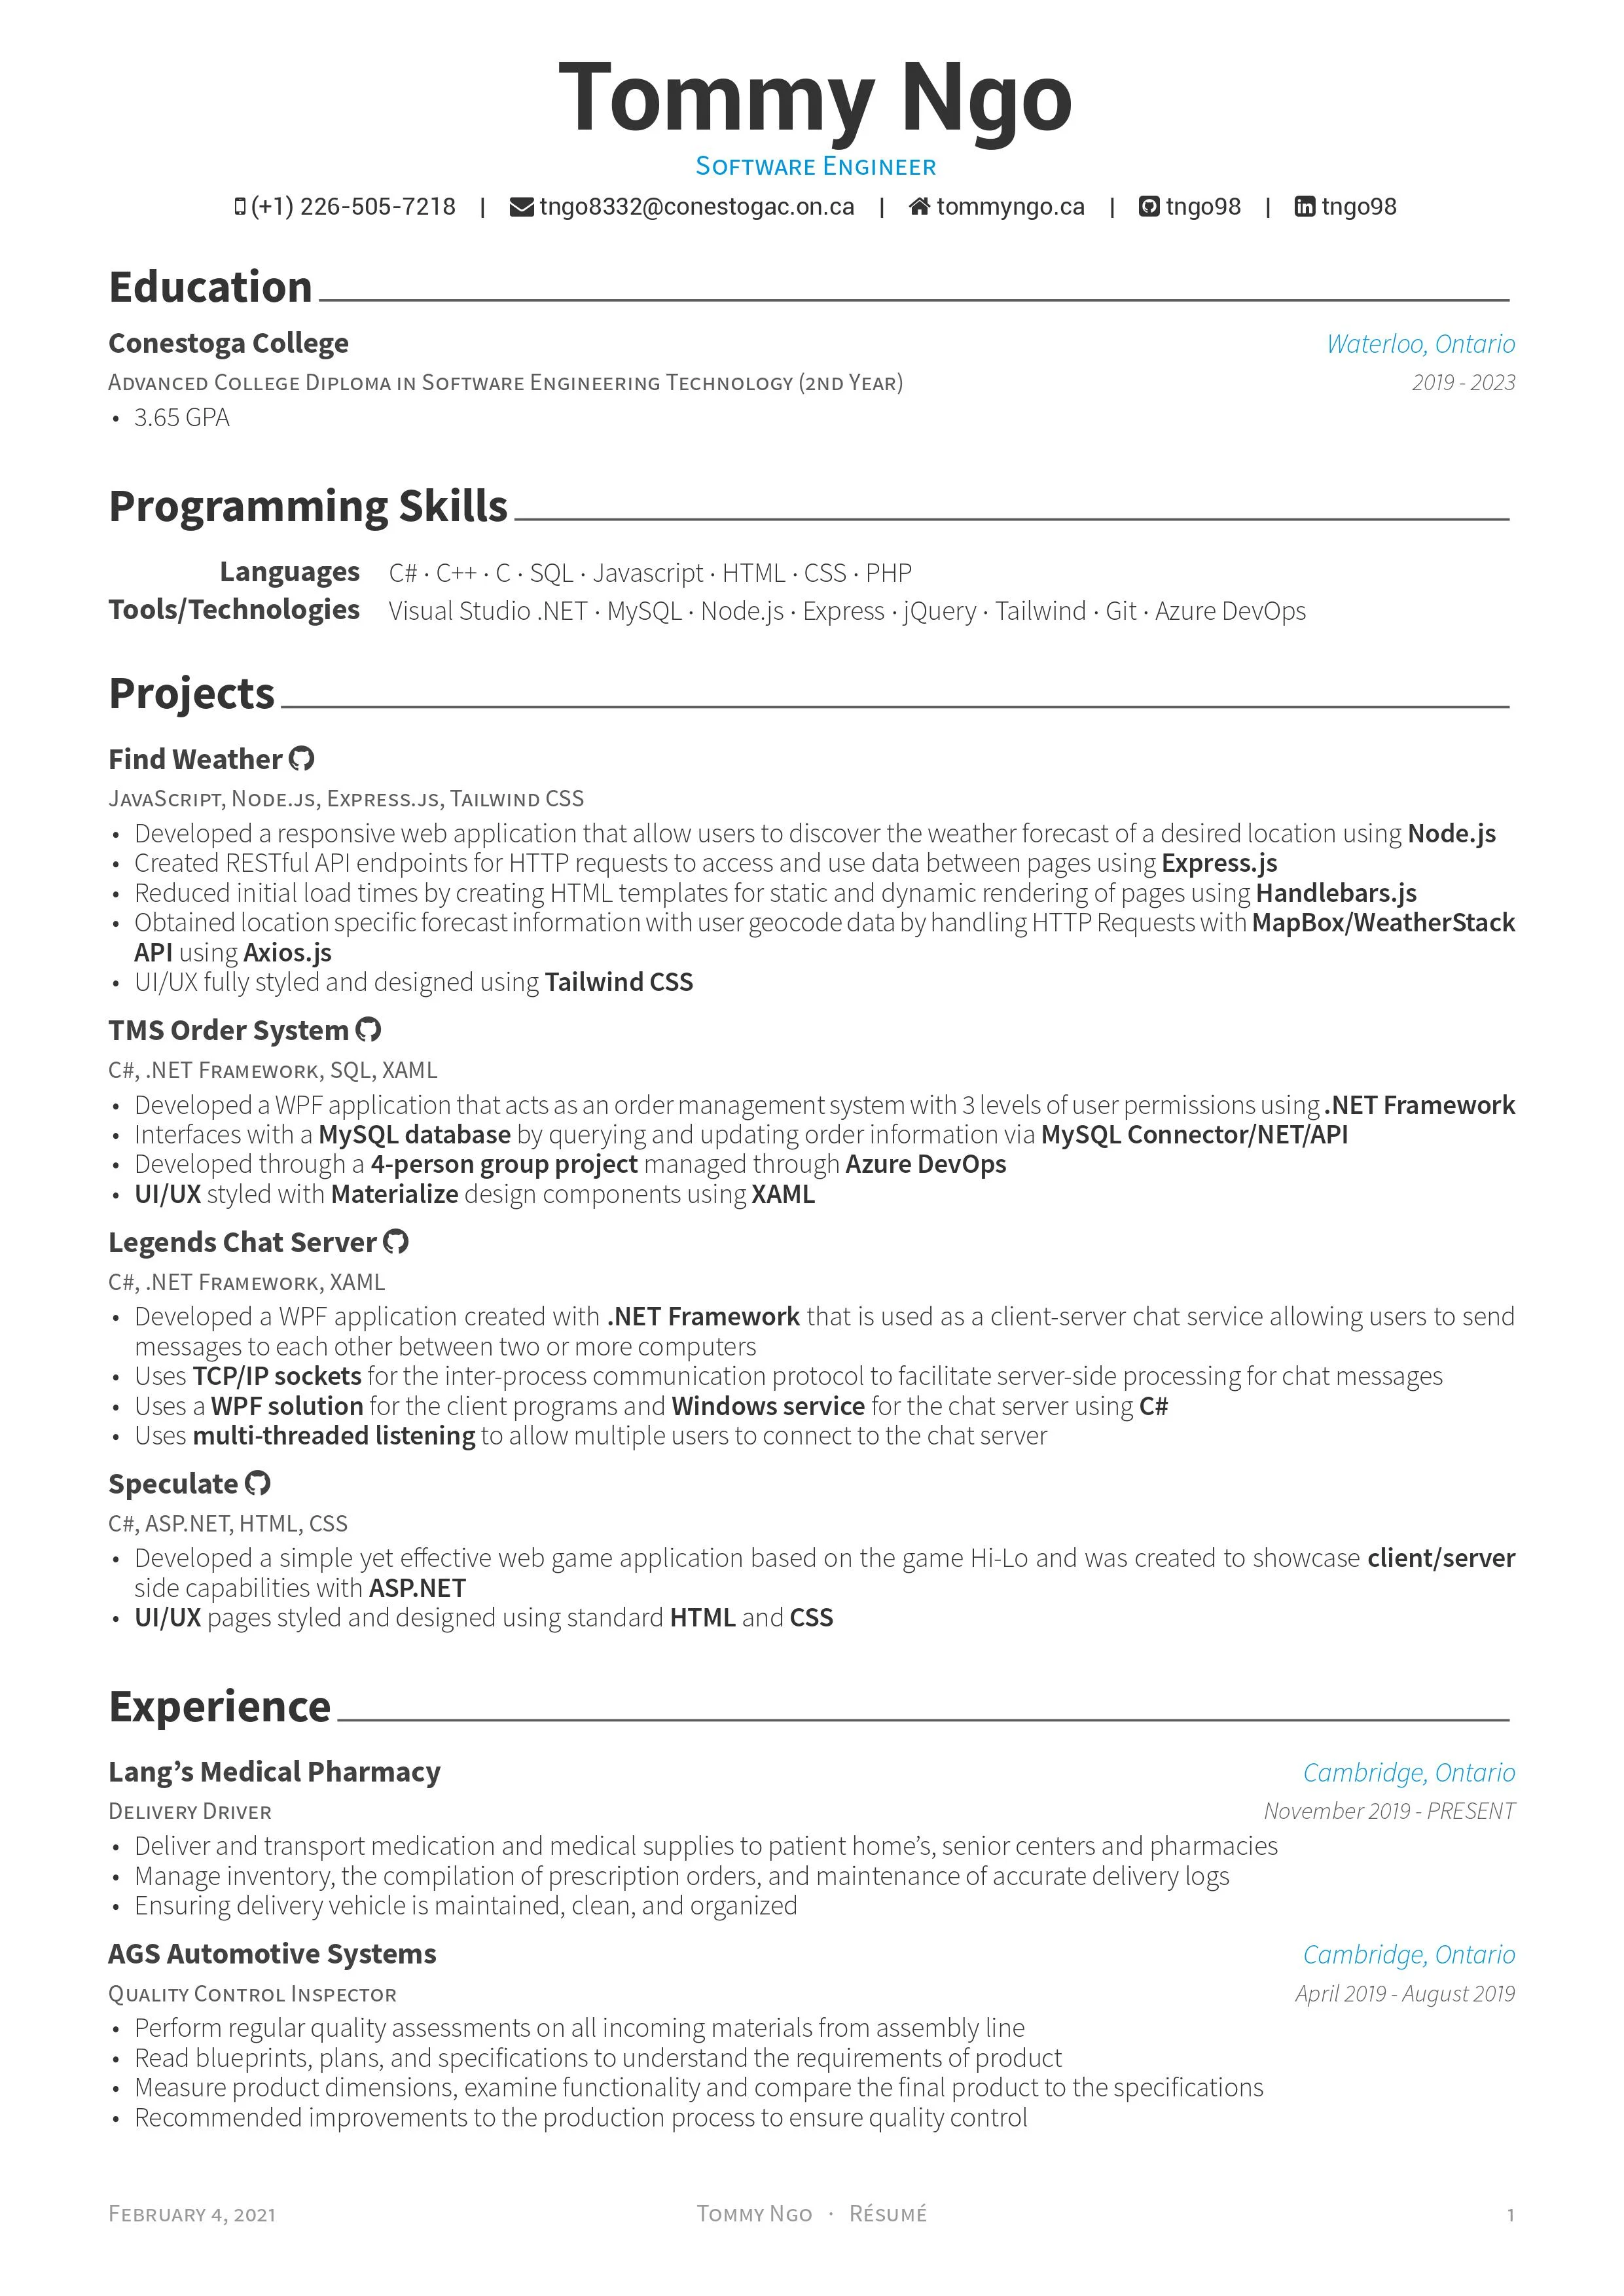 Tommy Ngo
Software Engineer
(+1) 226-505-7218 | tngo8332@conestogac.on.ca | tommyngo.ca | tngo98 | tngo98
Education
Conestoga College Waterloo, Ontario
Advanced College Diploma in Software Engineering Technology (2nd Year) 2019 - 2023
• 3.65 GPA
Programming Skills
Languages C# · C++ · C · SQL · Javascript · HTML · CSS · PHP
Tools/Technologies Visual Studio .NET · MySQL · Node.js · Express · jQuery · Tailwind · Git · Azure DevOps
Projects
Find Weather
JavaScript, Node.js, Express.js, Tailwind CSS
• Developed a responsive web application that allow users to discover the weather forecast of a desired location using Node.js
• Created RESTful API endpoints for HTTP requests to access and use data between pages using Express.js
• Reduced initial load times by creating HTML templates for static and dynamic rendering of pages using Handlebars.js
• Obtained location specific forecast information with user geocode data by handling HTTP Requests with MapBox/WeatherStack
API using Axios.js
• UI/UX fully styled and designed using Tailwind CSS
TMS Order System
C#, .NET Framework, SQL, XAML
• Developed a WPF application that acts as an order management system with 3 levels of user permissions using .NET Framework
• Interfaces with a MySQL database by querying and updating order information via MySQL Connector/NET/API
• Developed through a 4-person group project managed through Azure DevOps
• UI/UX styled with Materialize design components using XAML
Legends Chat Server
C#, .NET Framework, XAML
• Developed a WPF application created with .NET Framework that is used as a client-server chat service allowing users to send
messages to each other between two or more computers
• Uses TCP/IP sockets for the inter-process communication protocol to facilitate server-side processing for chat messages
• Uses a WPF solution for the client programs and Windows service for the chat server using C#
• Uses multi-threaded listening to allow multiple users to connect to the chat server
Speculate
C#, ASP.NET, HTML, CSS
• Developed a simple yet effective web game application based on the game Hi-Lo and was created to showcase client/server
side capabilities with ASP.NET
• UI/UX pages styled and designed using standard HTML and CSS
Experience
Lang’s Medical Pharmacy Cambridge, Ontario
Delivery Driver November 2019 - PRESENT
• Deliver and transport medication and medical supplies to patient home’s, senior centers and pharmacies
• Manage inventory, the compilation of prescription orders, and maintenance of accurate delivery logs
• Ensuring delivery vehicle is maintained, clean, and organized
AGS Automotive Systems Cambridge, Ontario
Quality Control Inspector April 2019 - August 2019
• Perform regular quality assessments on all incoming materials from assembly line
• Read blueprints, plans, and specifications to understand the requirements of product
• Measure product dimensions, examine functionality and compare the final product to the specifications
• Recommended improvements to the production process to ensure quality control
February 4, 2021 Tommy Ngo · Résumé 1